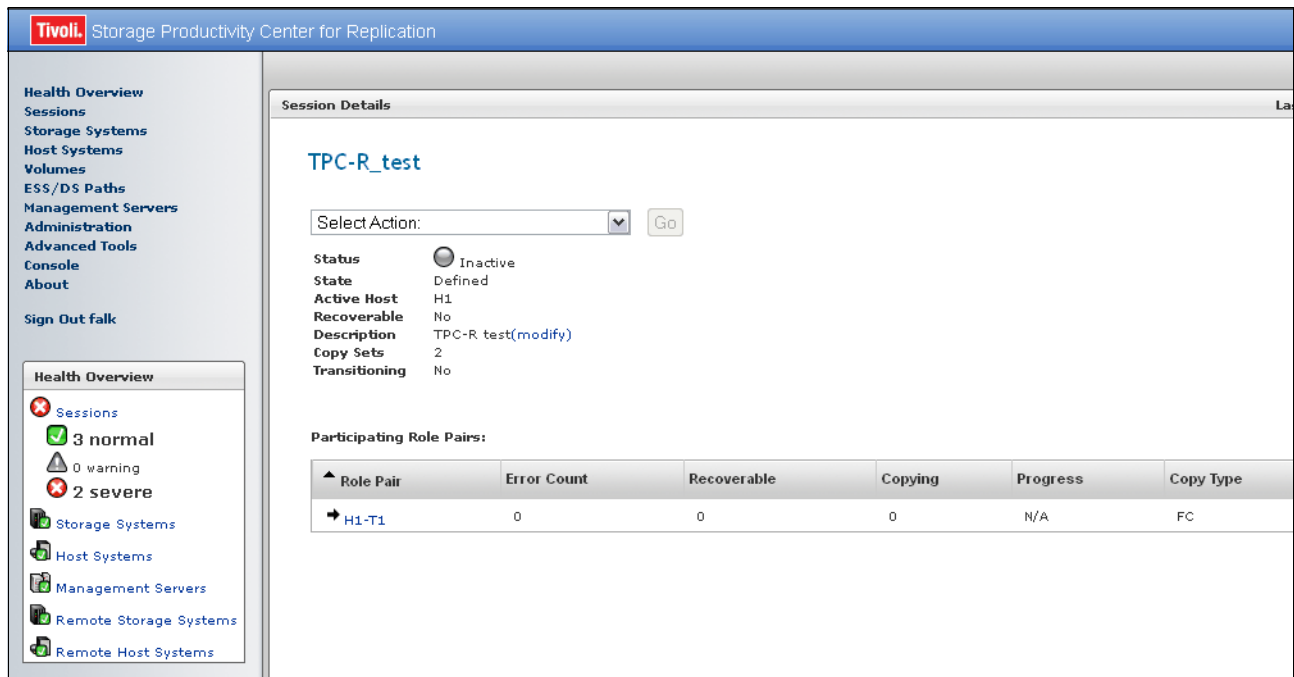 Tivoli. Storage Productivity Center for Replication
Health Overview
Sessions
Storage Systems
Host Systems
Volumes
ESS/DS Paths
Management Servers
Administration
Advanced Tools
Console
About
Sign Out falk
Health Overview
Sessions
3 normal
0 warning
2 severe
Storage Systems
Host Systems
Management Servers
Remote Storage Systems
Remote Host Systems
Session Details La
TPC-R_test
Select Action: Go
Status Inactive
State Defined
Active Host H1
Recoverable No
Description TPC-R test(modify)
Copy Sets 2
Transitioning No
Participating Role Pairs:
Role Pair Error Count Recoverable Copying Progress Copy Type
H1-T1 0 0 0 N/A FC